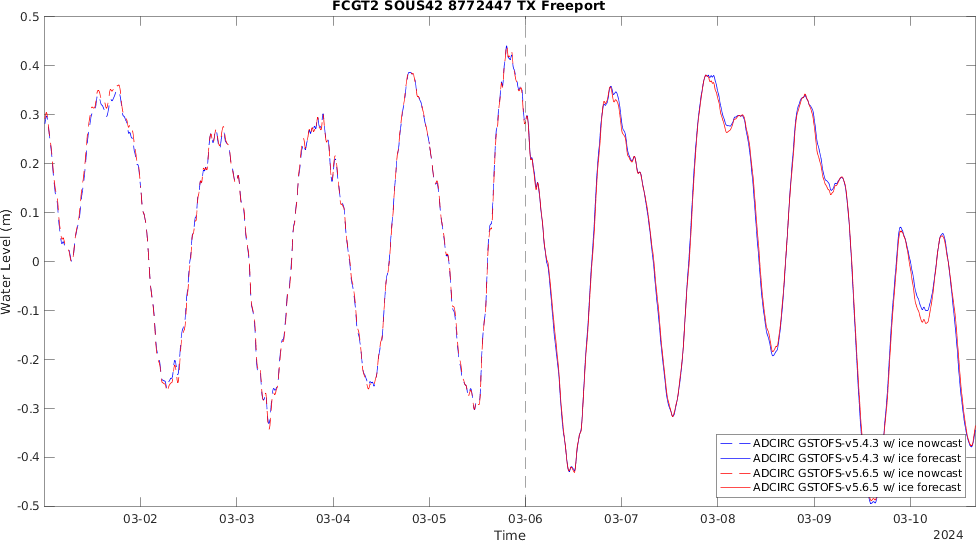 FCGT2 SOUS42 8772447 TX Freeport
0.5
0.4
0.3
0.2
0.1
0
-0.1
-0.2
-0.3
-0.4
-0.5
Water Level (m)
ADCIRC GSTOFS-v5.4.3 w/ ice nowcast
ADCIRC GSTOFS-v5.4.3 w/ ice forecast
ADCIRC GSTOFS-v5.6.5 w/ ice nowcast
ADCIRC GSTOFS-v5.6.5 w/ ice forecast
03-02 03-03 03-04 03-05 03-06 03-07 03-08 03-09 03-10
Time
2024